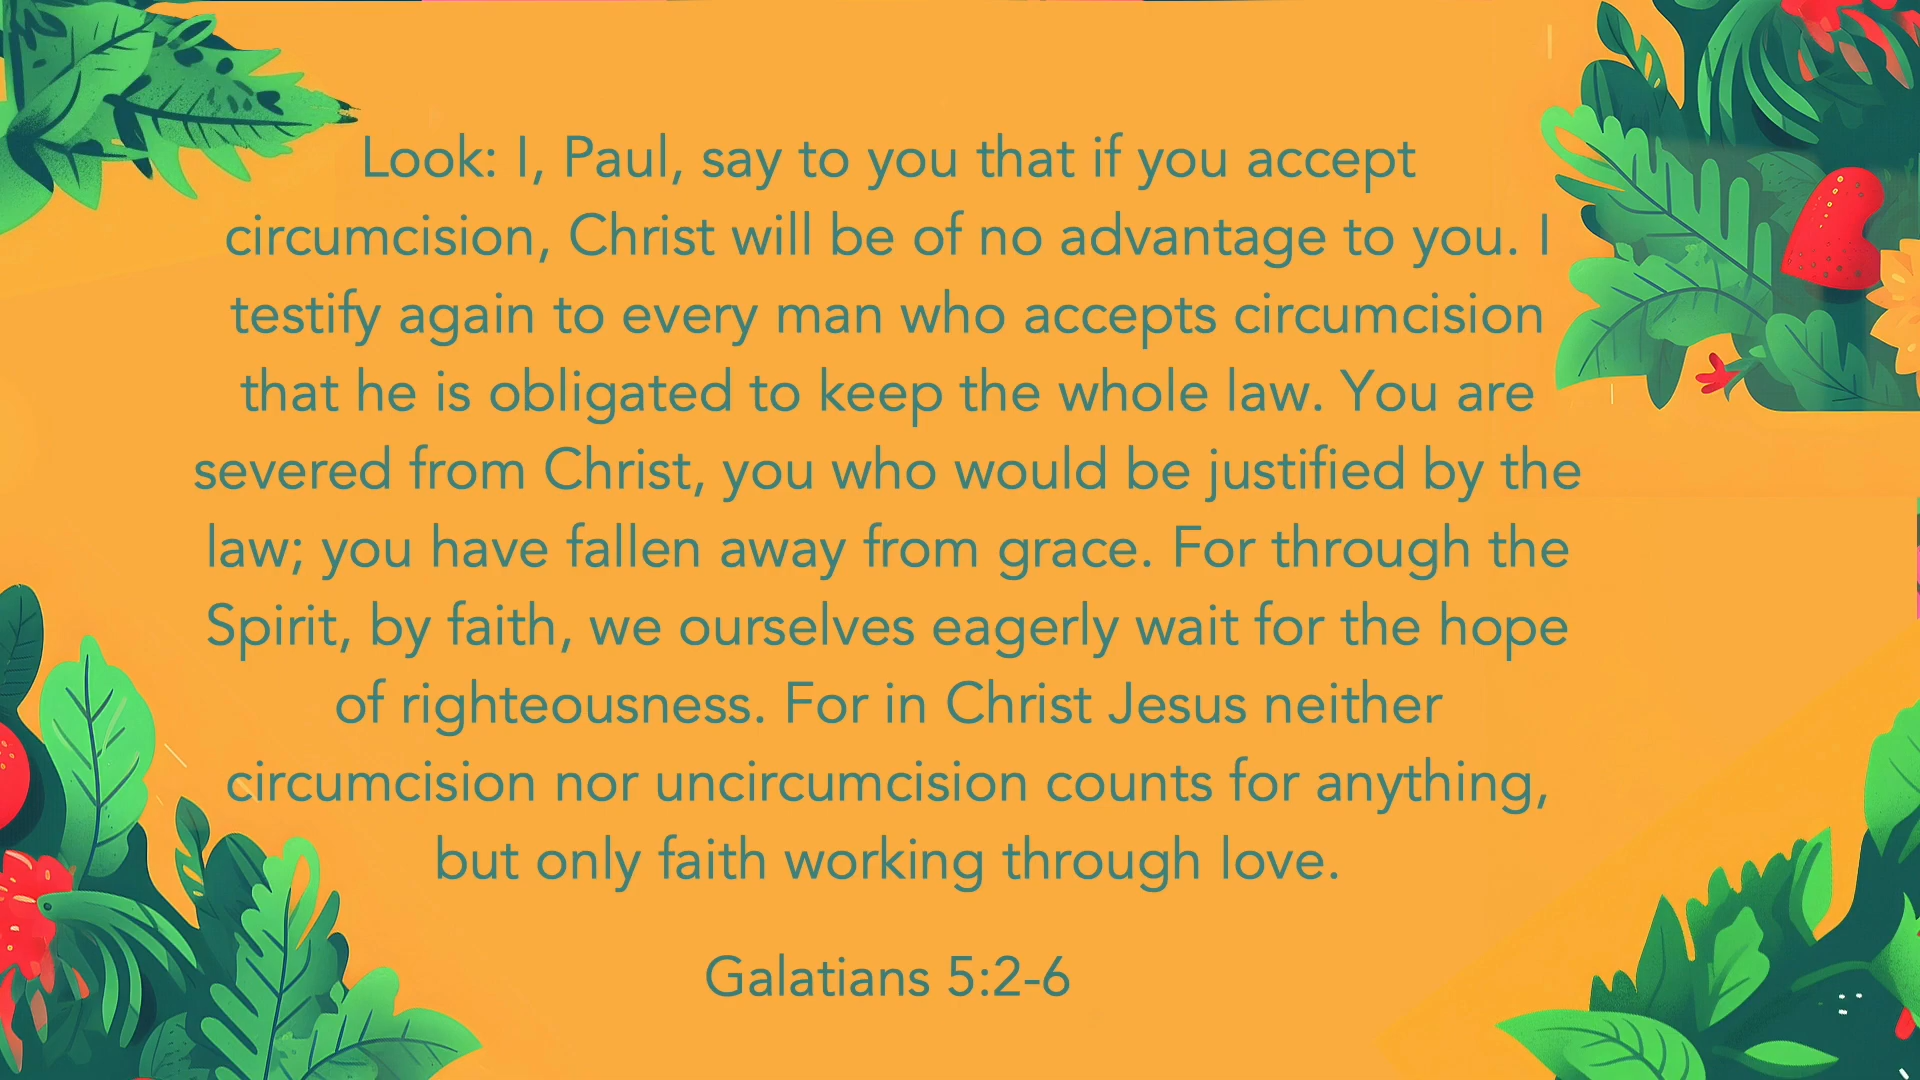 Look: I, Paul, say to you that if you accept
circumcision, Christ will be of no advantage to you. I
testify again to every man who accepts circumcision
that he is obligated to keep the whole law. You are
severed from Christ, you who would be justified by the
law; you have fallen away from grace. For through the
Spirit, by faith, we ourselves eagerly wait for the hope
of righteousness. For in Christ Jesus neither
circumcision nor uncircumcision counts for anything,
but only faith working through love.
Galatians 5:2-6